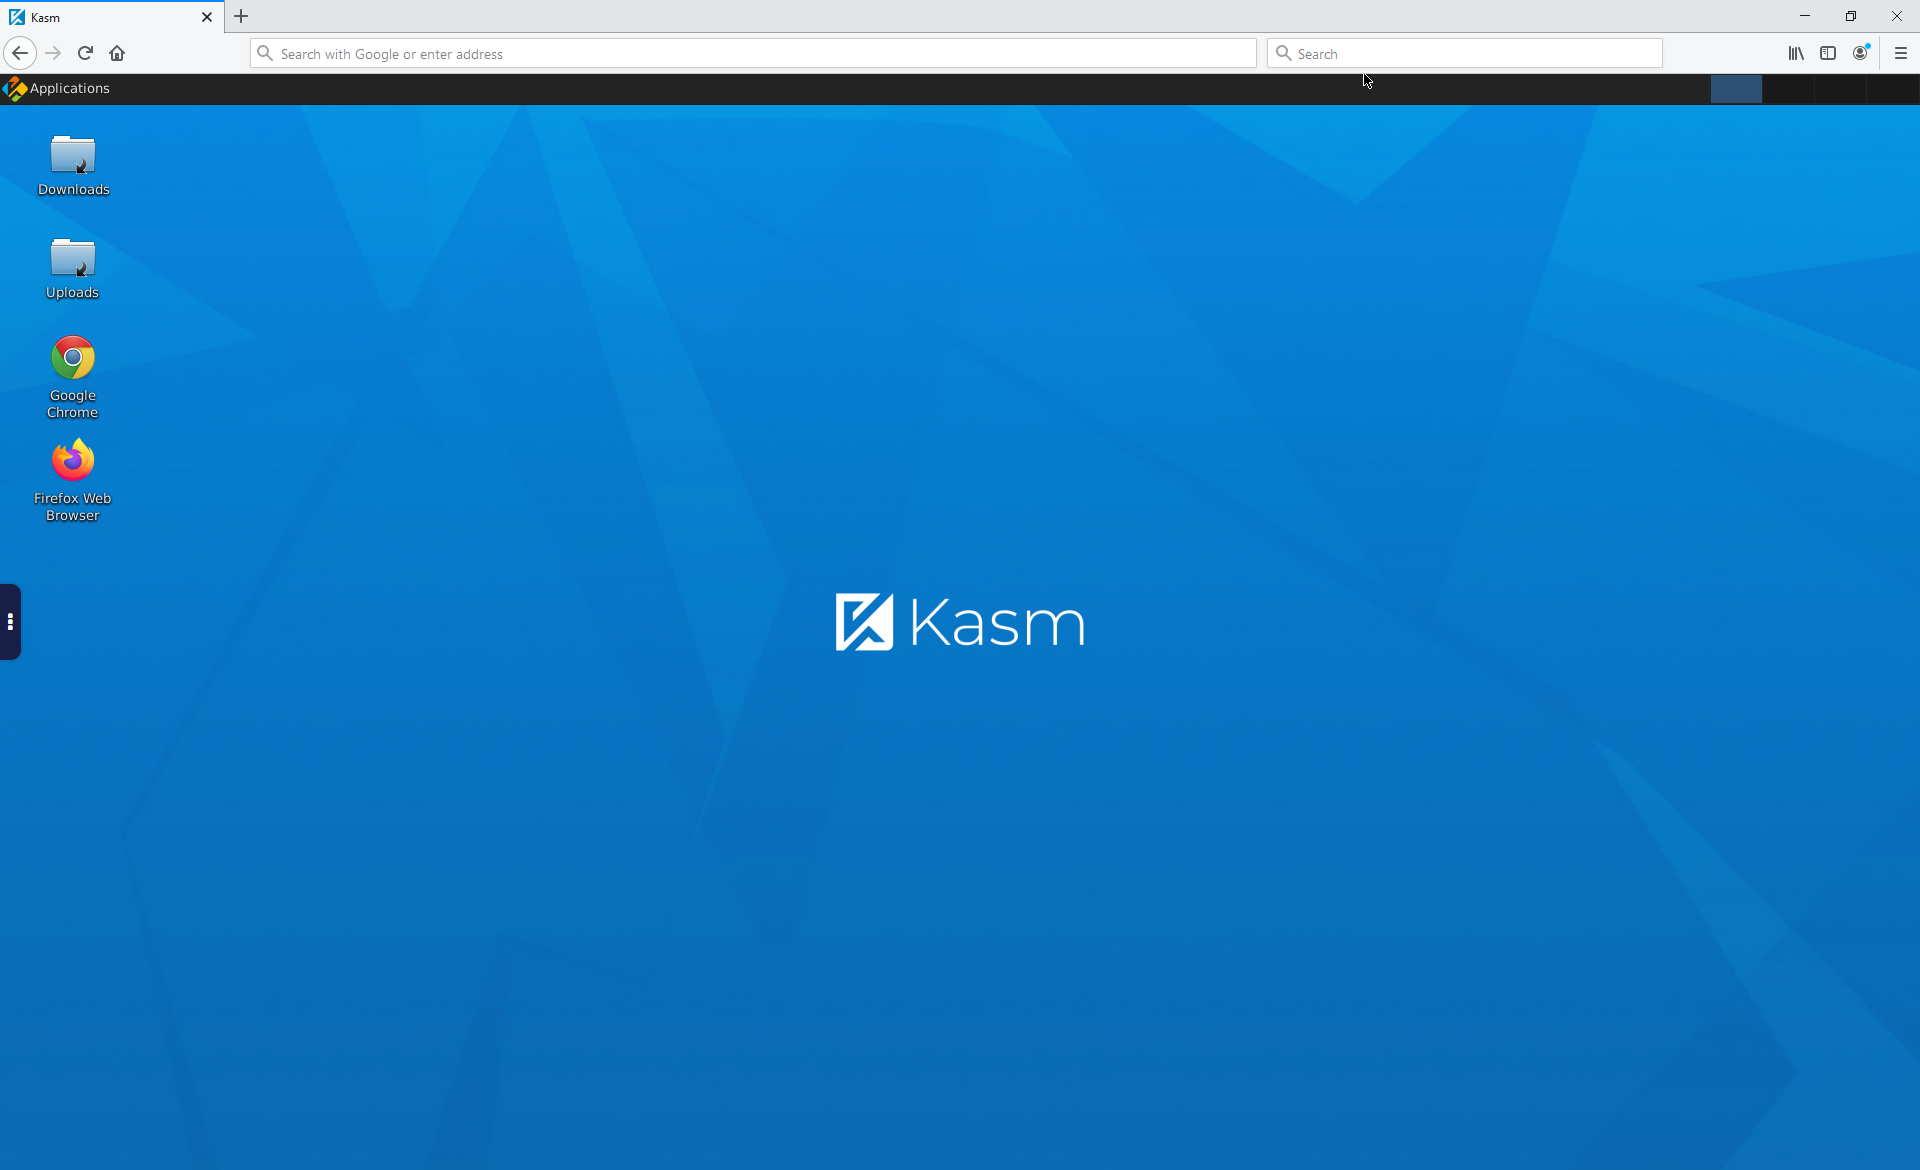 Kasm
Search with Google or enter address
Search
Applications
Downloads
Uploads
Google
Chrome
Firefox Web
Browser
Kasm